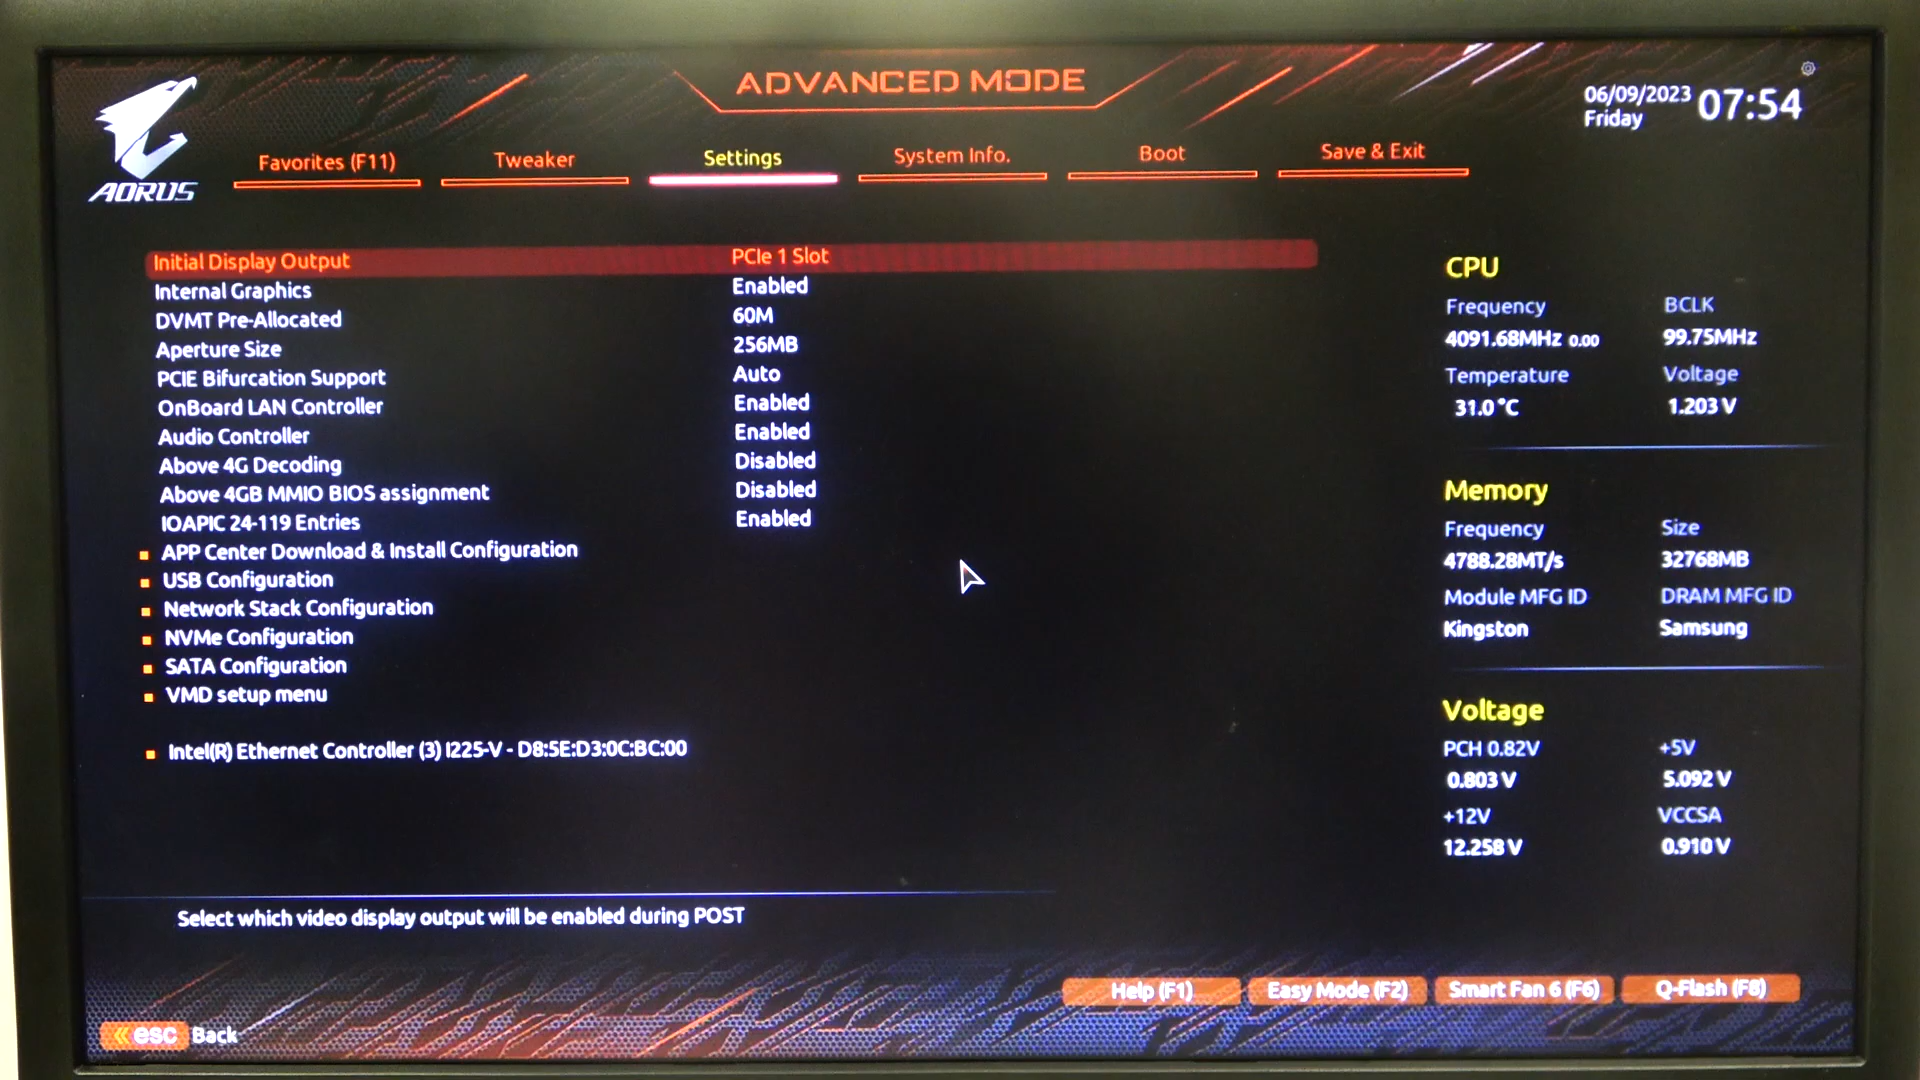 ADVANCED MODE
06/09/2023 07:54
Friday
AORUS
Favorites (F11) Tweaker Settings System Info. Boot Save & Exit
Initial Display Output PCIe 1 Slot
Internal Graphics Enabled
DVMT Pre-Allocated 60M
Aperture Size 256MB
PCIE Bifurcation Support Auto
OnBoard LAN Controller Enabled
Audio Controller Enabled
Above 4G Decoding Disabled
Above 4GB MMIO BIOS assignment Disabled
IOAPIC 24-119 Entries Enabled
APP Center Download & Install Configuration
USB Configuration
Network Stack Configuration
NVMe Configuration
SATA Configuration
VMD setup menu
Intel(R) Ethernet Controller (3) I225-V - D8:5E:D3:0C:BC:00
CPU
Frequency BCLK
4091.68MHz 0.00 99.75MHz
Temperature Voltage
31.0 °C 1.203 V
Memory
Frequency Size
4788.28MT/s 32768MB
Module MFG ID DRAM MFG ID
Kingston Samsung
Voltage
PCH 0.82V +5V
0.803 V 5.092 V
+12V VCCSA
12.258 V 0.910 V
Select which video display output will be enabled during POST
Help (F1) Easy Mode (F2) Smart Fan 6 (F6) Q-Flash (F8)
esc Back